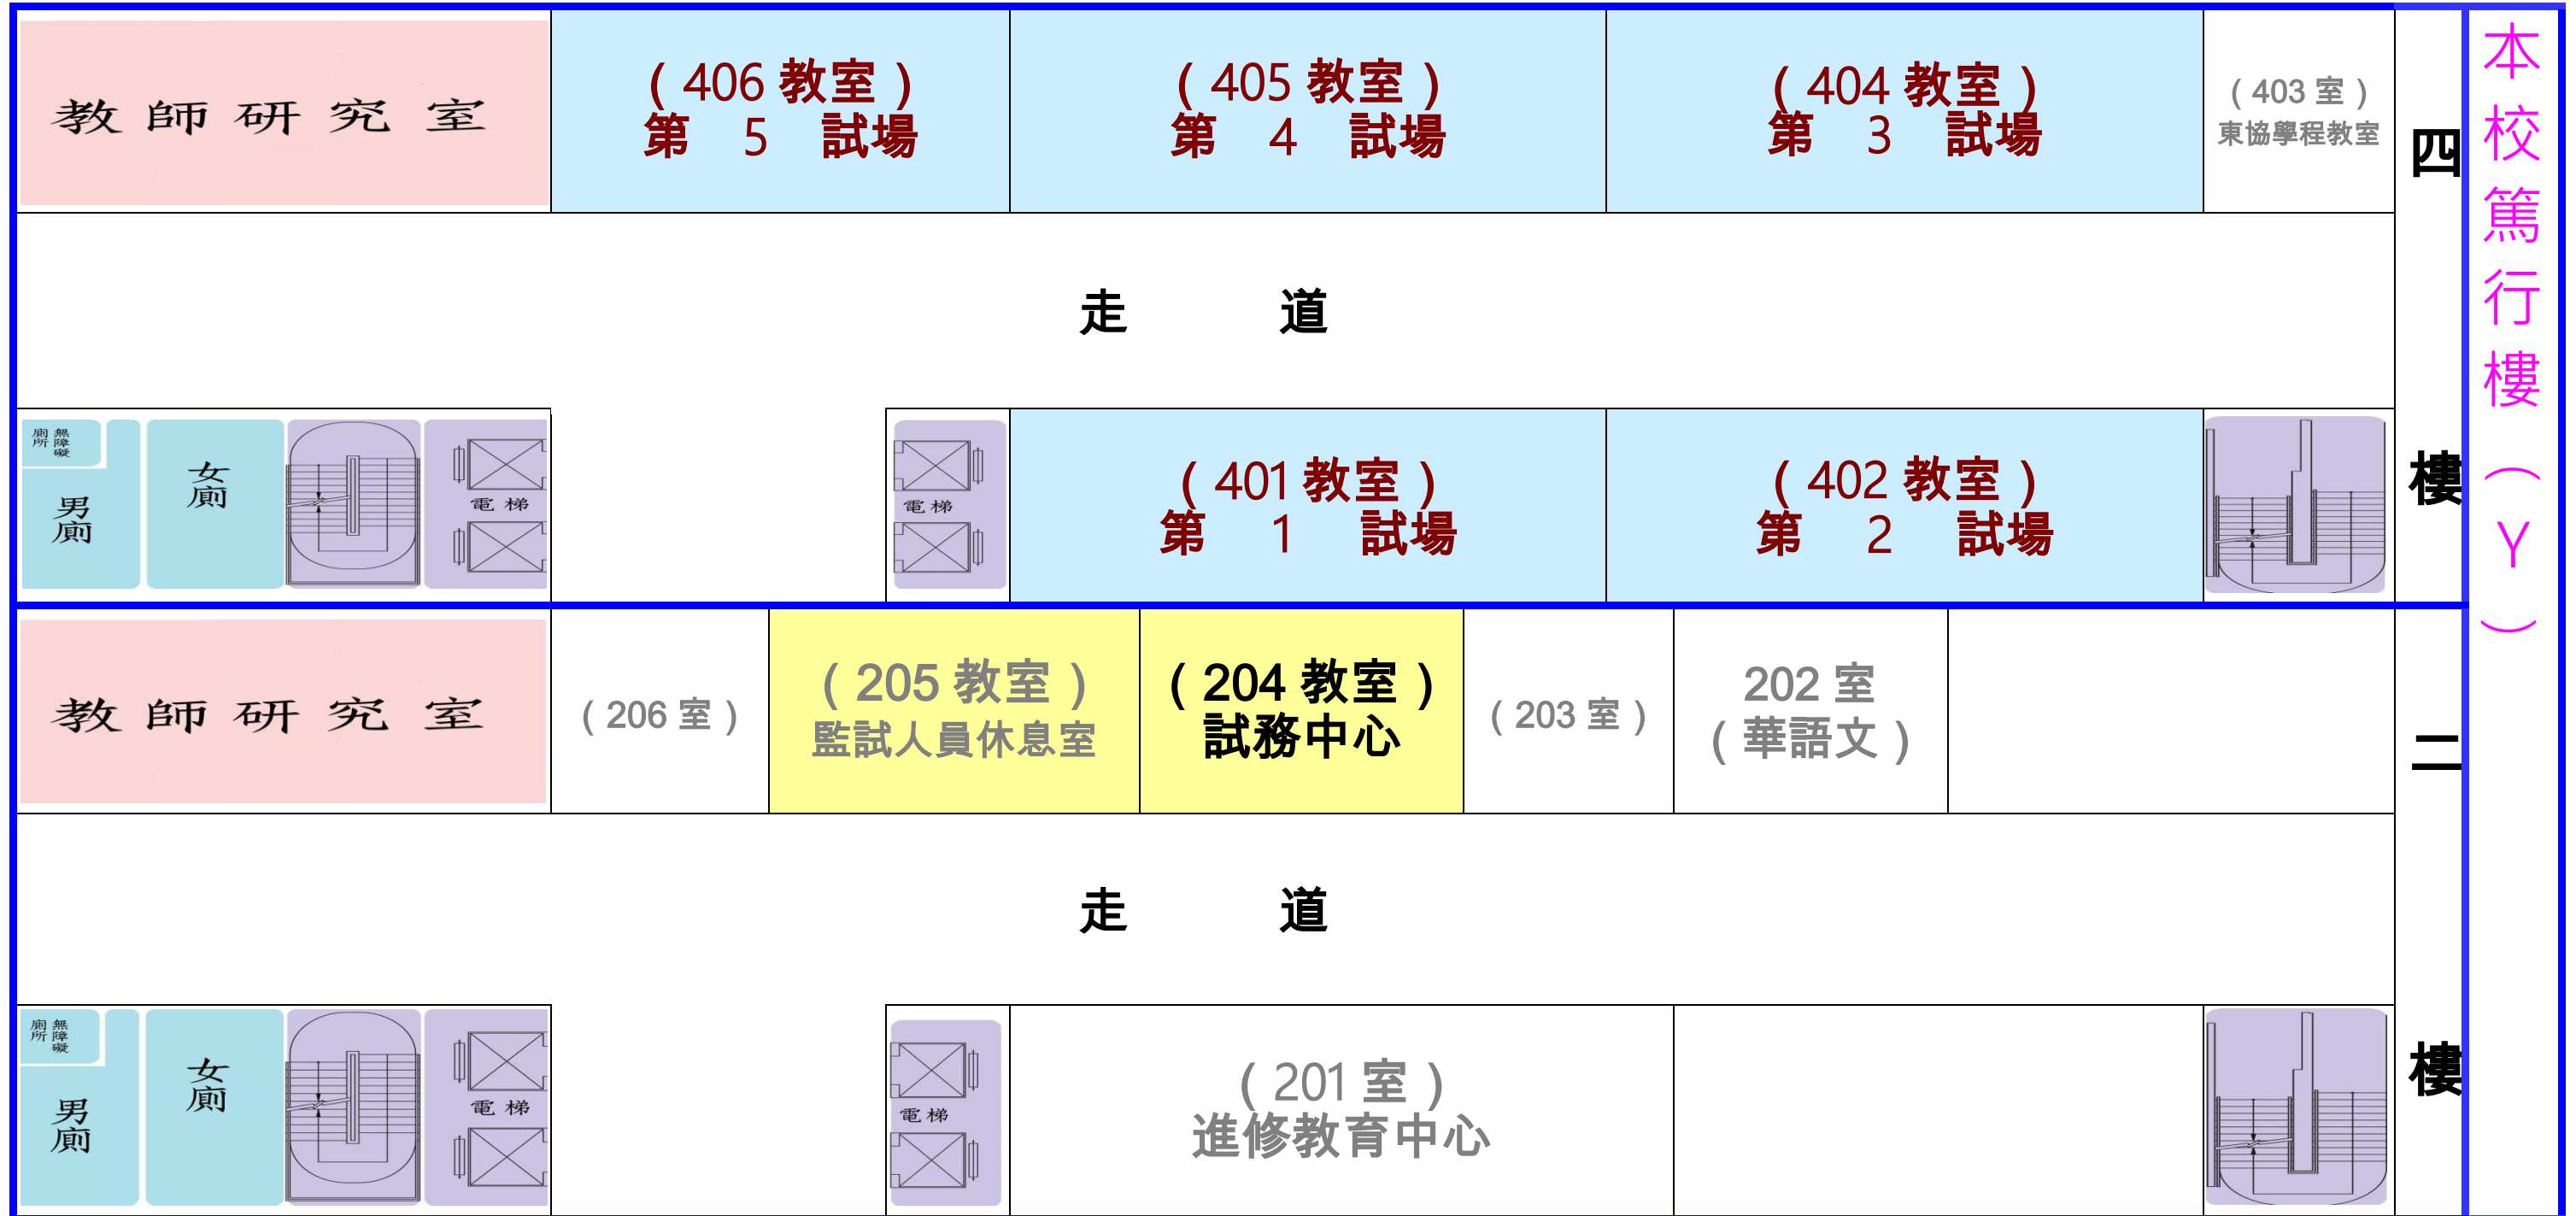 教師研究室
（406 教室）
第 5 試場
（405 教室）
第 4 試場
（404 教室）
第 3 試場
（403 室）
東協學程教室
走 道
無障礙廁所
男廁
女廁
電梯
電梯
（401 教室）
第 1 試場
（402 教室）
第 2 試場
四樓
教師研究室
（206 室）
（205 教室）
監試人員休息室
（204 教室）
試務中心
（203 室）
202 室
（華語文）
走 道
無障礙廁所
男廁
女廁
電梯
電梯
（201 室）
進修教育中心
二樓
本校篤行樓（Y）